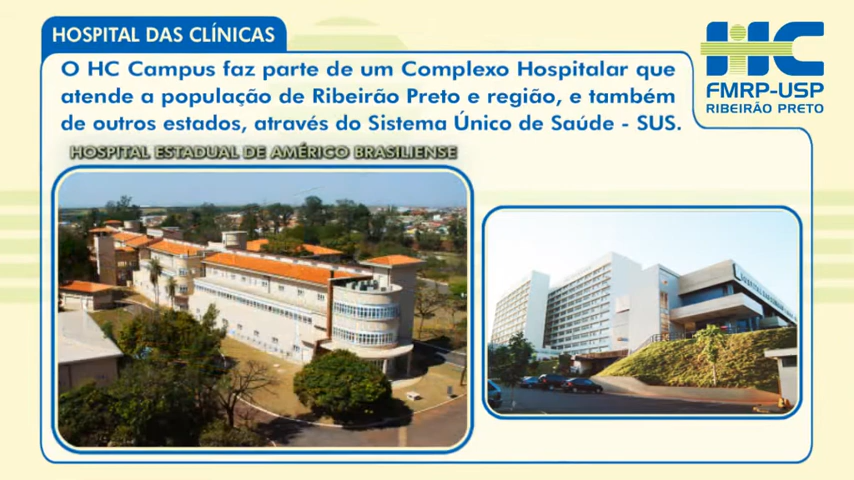 HOSPITAL DAS CLÍNICAS
O HC Campus faz parte de um Complexo Hospitalar que
atende a população de Ribeirão Preto e região, e também
de outros estados, através do Sistema Único de Saúde - SUS.
HC
FMRP-USP
RIBEIRÃO PRETO
HOSPITAL ESTADUAL DE AMÉRICO BRASILIENSE